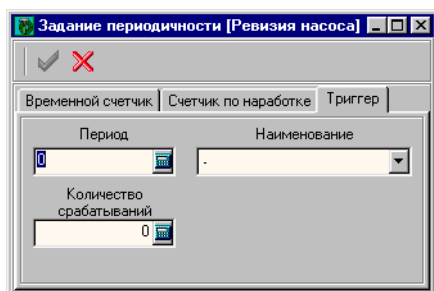 Задание периодичности [Ревизия насоса]
Временной счетчик Счетчик по наработке Триггер
Период Наименование
0 -
Количество
срабатываний
0